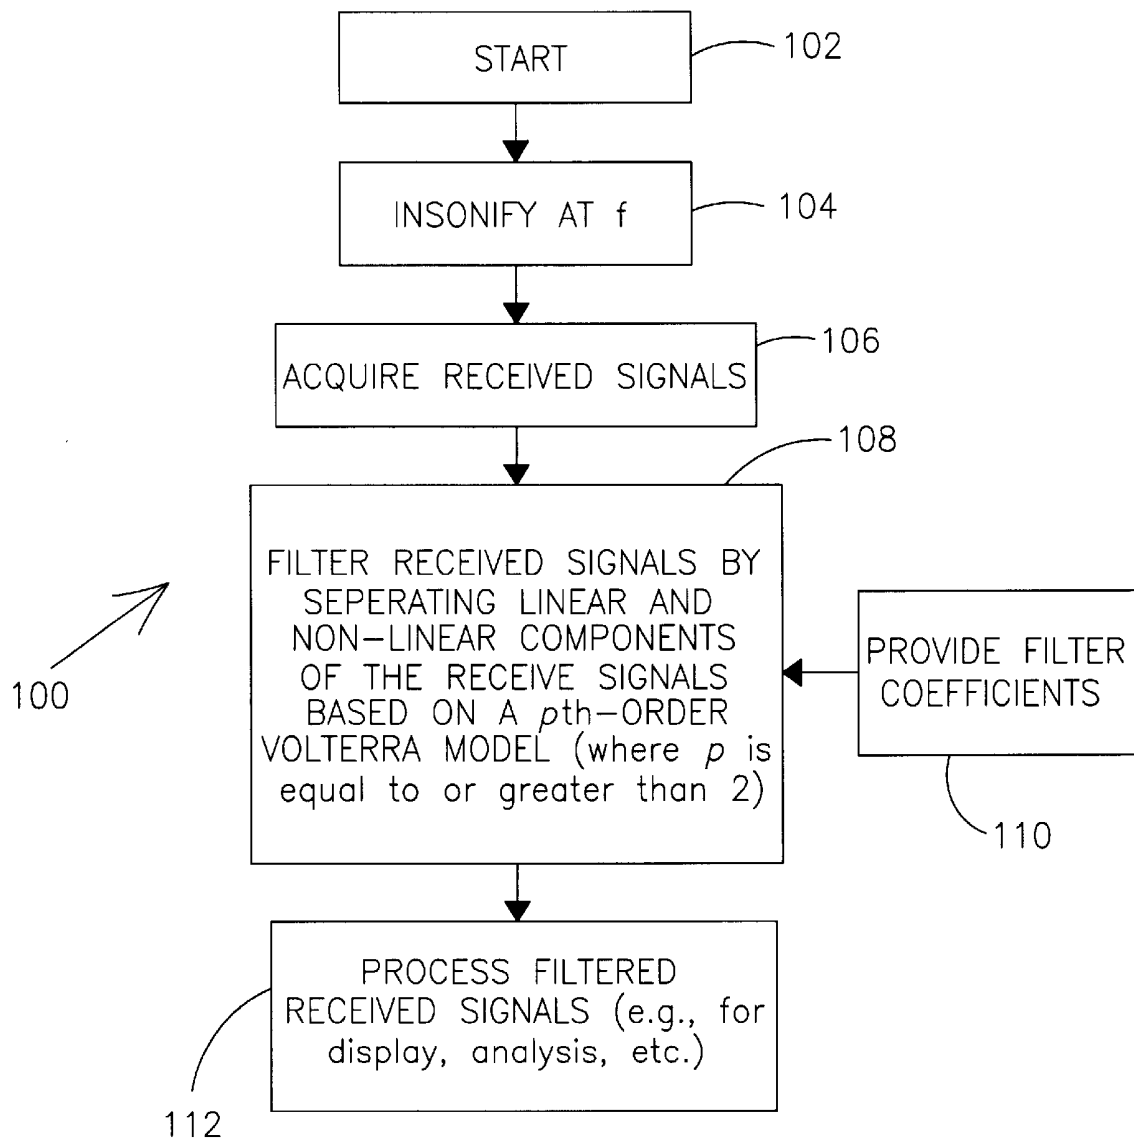 START
102
INSONIFY AT f
104
ACQUIRE RECEIVED SIGNALS
106
108
FILTER RECEIVED SIGNALS BY
SEPERATING LINEAR AND
NON-LINEAR COMPONENTS
OF THE RECEIVE SIGNALS
BASED ON A pth-ORDER
VOLTERRA MODEL (where p is
equal to or greater than 2)
PROVIDE FILTER
COEFFICIENTS
100
110
PROCESS FILTERED
RECEIVED SIGNALS (e.g., for
display, analysis, etc.)
112